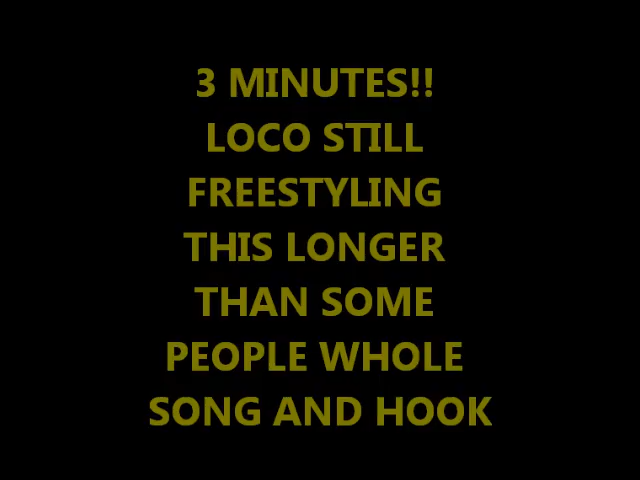 3 MINUTES!!
LOCO STILL
FREESTYLING
THIS LONGER
THAN SOME
PEOPLE WHOLE
SONG AND HOOK